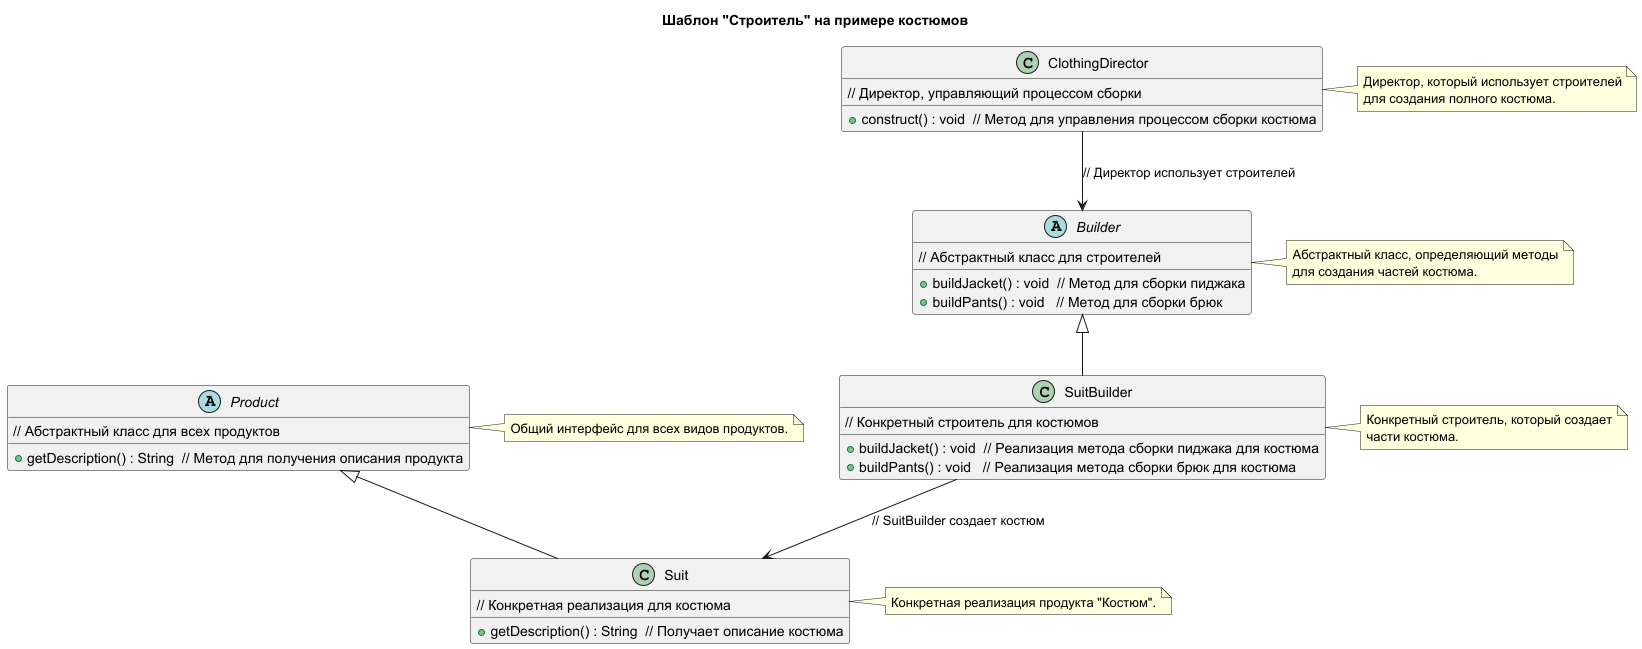 Шаблон "Строитель" на примере костюмов
C ClothingDirector
// Директор, управляющий процессом сборки
construct() : void // Метод для управления процессом сборки костюма
Директор, который использует строителей
для создания полного костюма.
// Директор использует строителей
A Builder
// Абстрактный класс для строителей
buildJacket() : void // Метод для сборки пиджака
buildPants() : void // Метод для сборки брюк
Абстрактный класс, определяющий методы
для создания частей костюма.
A Product
// Абстрактный класс для всех продуктов
getDescription() : String // Метод для получения описания продукта
Общий интерфейс для всех видов продуктов.
C SuitBuilder
// Конкретный строитель для костюмов
buildJacket() : void // Реализация метода сборки пиджака для костюма
buildPants() : void // Реализация метода сборки брюк для костюма
Конкретный строитель, который создает
части костюма.
// SuitBuilder создает костюм
C Suit
// Конкретная реализация для костюма
getDescription() : String // Получает описание костюма
Конкретная реализация продукта "Костюм".